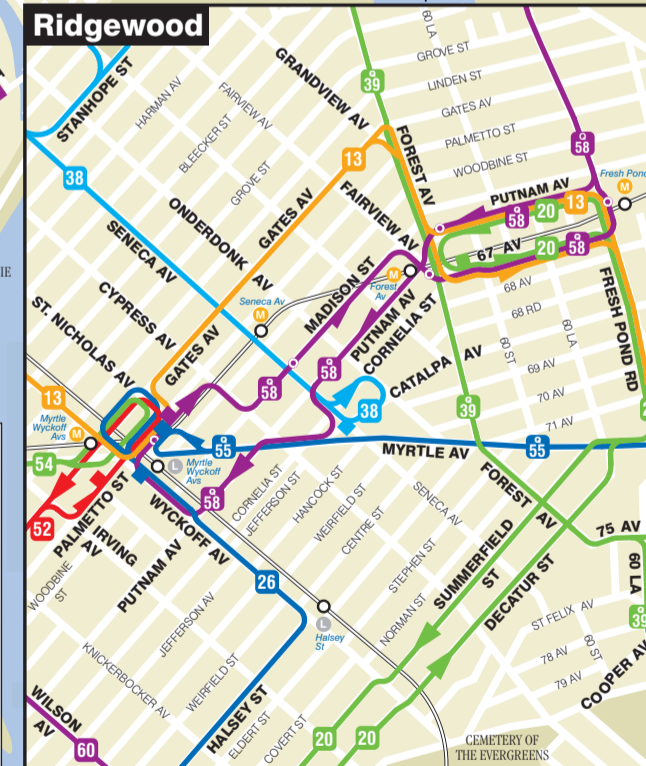 Ridgewood
60 LA
GROVE ST
39
LINDEN ST
STANHOPE ST
HARMAN AV
FAIRVIEW AV
GRANDVIEW AV
GATES AV
BLEECKER ST
FOREST AV
PALMETTO ST
58
13
WOODBINE ST
GROVE ST
Fresh Pond
M
38
FAIRVIEW AV
PUTNAM AV
13
20
58
ONDERDONK AV
GATES AV
67 AV
20
58
SENECA AV
MADISON ST
M
Forest
Av
68 AV
FRESH POND RD
CYPRESS AV
Seneca Av
M
PUTNAM AV
CORNELIA ST
68 RD
ST. NICHOLAS AV
GATES AV
60 ST
60 LA
CATALPA AV
69 AV
58
58
70 AV
13
38
39
2
71 AV
Myrtle
Wyckoff
Avs
M
55
MYRTLE AV
55
54
L
Myrtle
Wyckoff
Avs
58
CORNELIA ST
JEFFERSON ST
HANCOCK ST
WEIRFIELD ST
CENTRE ST
SENECA AV
FOREST AV
52
PALMETTO ST
WYCKOFF AV
75 AV
IRVING AV
SUMMERFIELD ST
STEPHEN ST
60 LA
WOODBINE ST
PUTNAM AV
26
DECATUR ST
NORMAN ST
JEFFERSON AV
L
Halsey
St
ST FELIX AV
39
60 ST
78 AV
KNICKERBOCKER AV
WEIRFIELD ST
79 AV
COOPER AV
WILSON AV
HALSEY ST
ELDERT ST
COVERT ST
20
20
60
CEMETERY OF
THE EVERGREENS
IE